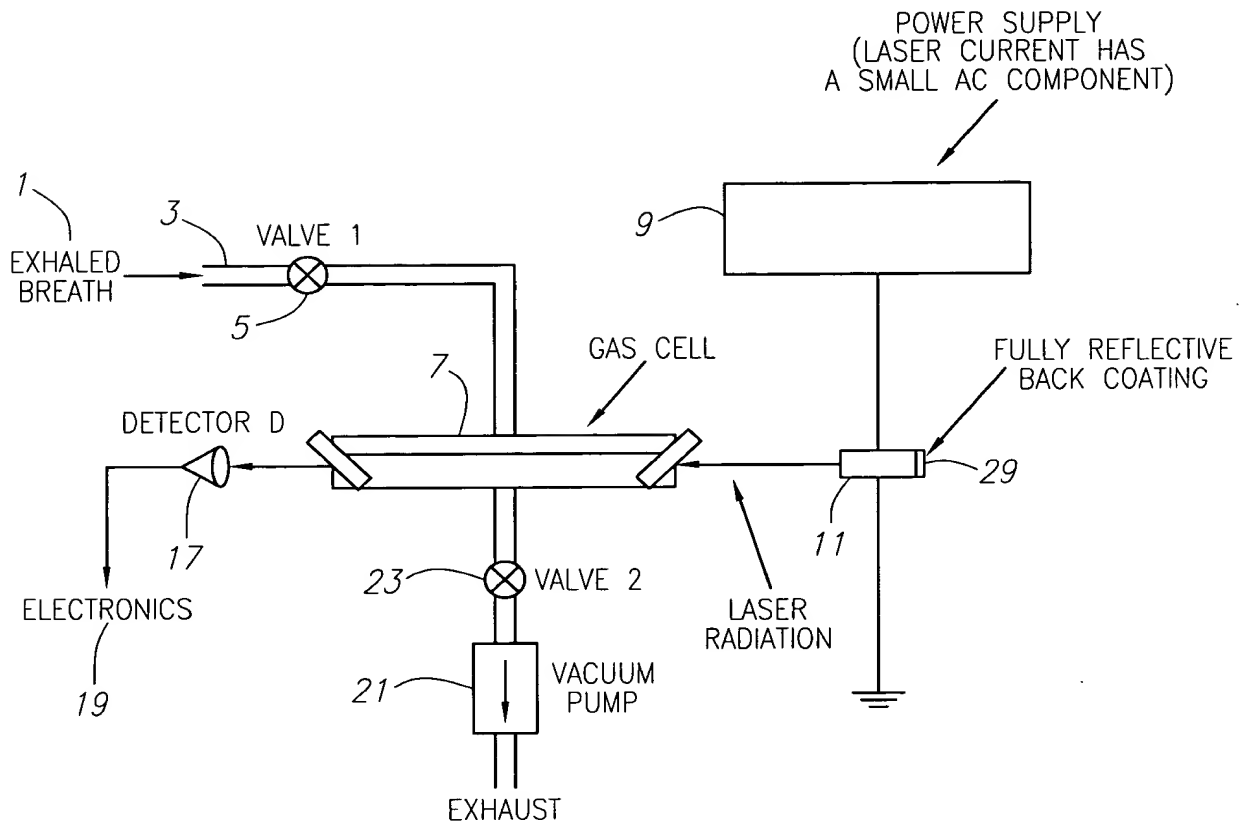 POWER SUPPLY
(LASER CURRENT HAS
A SMALL AC COMPONENT)
1
3
VALVE 1
9
EXHALED
BREATH
5
GAS CELL
FULLY REFLECTIVE
BACK COATING
7
DETECTOR D
29
17
11
23
VALVE 2
ELECTRONICS
LASER
RADIATION
19
21
VACUUM
PUMP
EXHAUST